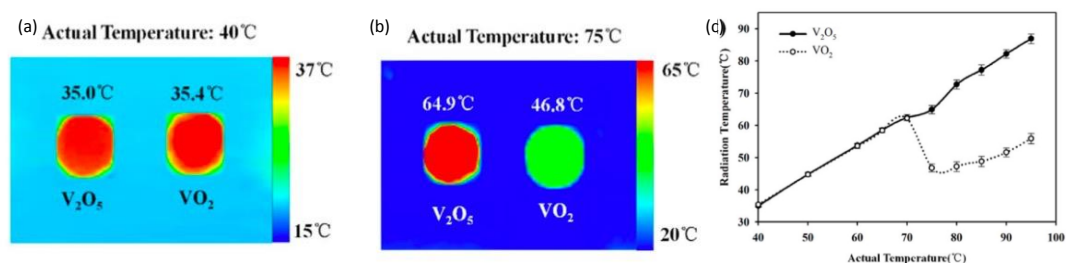 (a)
Actual Temperature: 40℃
35.0℃
35.4℃
V₂O₅
VO₂
37℃
15℃
(b)
Actual Temperature: 75℃
64.9℃
46.8℃
V₂O₅
VO₂
65℃
20℃
(d)
V₂O₅
VO₂
Radiation Temperature(℃)
100
90
80
70
60
50
40
30
40 50 60 70 80 90 100
Actual Temperature(℃)